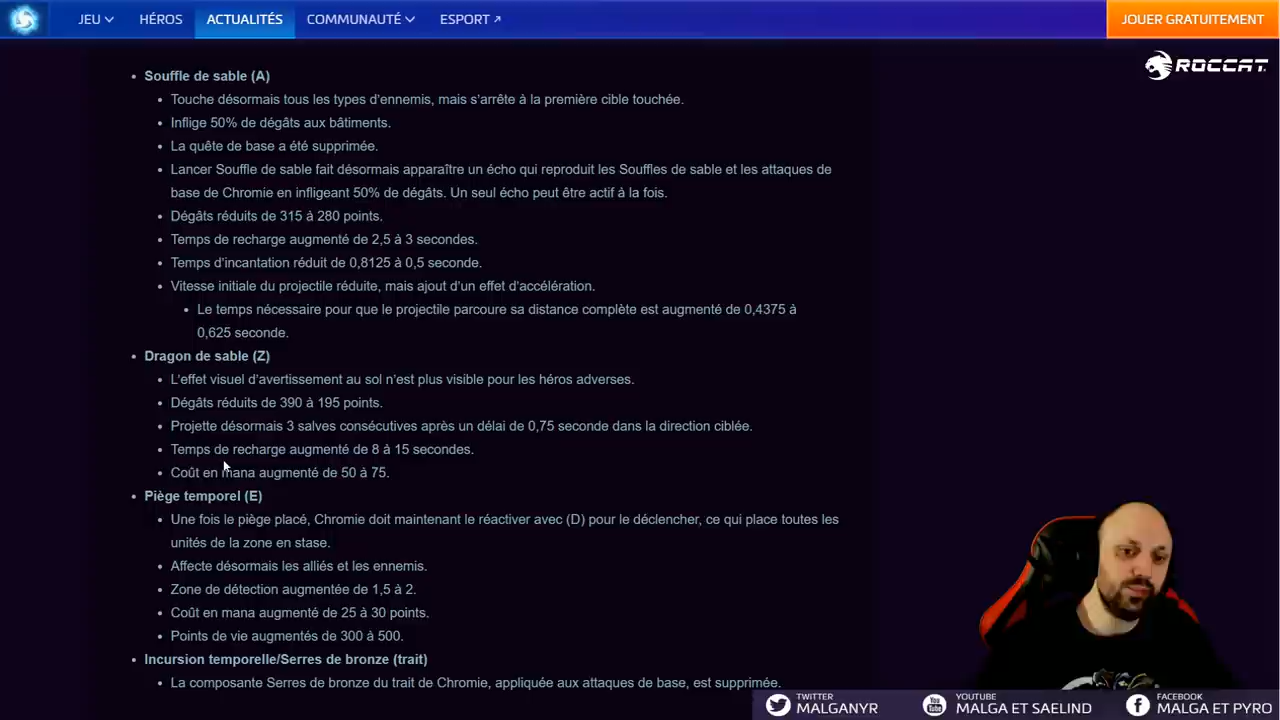 JEU HÉROS ACTUALITÉS COMMUNAUTÉ ESPORT ↗ JOUER GRATUITEMENT
ROCCAT
• Souffle de sable (A)
• Touche désormais tous les types d'ennemis, mais s'arrête à la première cible touchée.
• Inflige 50% de dégâts aux bâtiments.
• La quête de base a été supprimée.
• Lancer Souffle de sable fait désormais apparaître un écho qui reproduit les Souffles de sable et les attaques de
base de Chromie en infligeant 50% de dégâts. Un seul écho peut être actif à la fois.
• Dégâts réduits de 315 à 280 points.
• Temps de recharge augmenté de 2,5 à 3 secondes.
• Temps d'incantation réduit de 0,8125 à 0,5 seconde.
• Vitesse initiale du projectile réduite, mais ajout d'un effet d'accélération.
• Le temps nécessaire pour que le projectile parcoure sa distance complète est augmenté de 0,4375 à
0,625 seconde.
• Dragon de sable (Z)
• L'effet visuel d'avertissement au sol n'est plus visible pour les héros adverses.
• Dégâts réduits de 390 à 195 points.
• Projette désormais 3 salves consécutives après un délai de 0,75 seconde dans la direction ciblée.
• Temps de recharge augmenté de 8 à 15 secondes.
• Coût en mana augmenté de 50 à 75.
• Piège temporel (E)
• Une fois le piège placé, Chromie doit maintenant le réactiver avec (D) pour le déclencher, ce qui place toutes les
unités de la zone en stase.
• Affecte désormais les alliés et les ennemis.
• Zone de détection augmentée de 1,5 à 2.
• Coût en mana augmenté de 25 à 30 points.
• Points de vie augmentés de 300 à 500.
• Incursion temporelle/Serres de bronze (trait)
• La composante Serres de bronze du trait de Chromie, appliquée aux attaques de base, est supprimée.
TWITTER
MALGANYR
YOUTUBE
MALGA ET SAELIND
FACEBOOK
MALGA ET PYRO